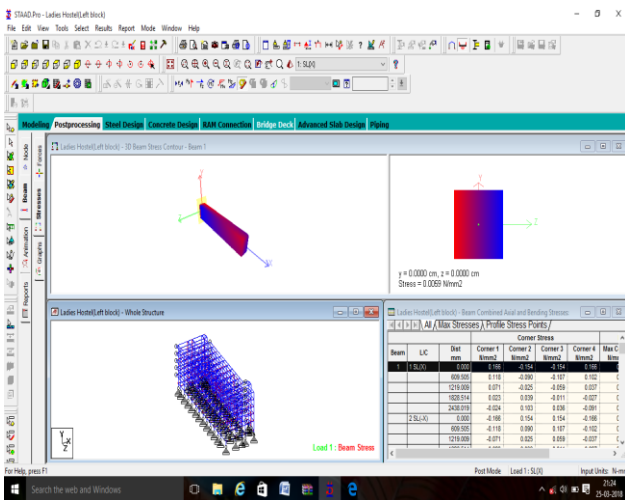 STAAD.Pro - Ladies Hostel(Left block)
File Edit View Tools Select Results Report Mode Window Help
1: SL(X)
Modeling Postprocessing Steel Design Concrete Design RAM Connection Bridge Deck Advanced Slab Design Piping
Node
Beam
Animation
Reports
Forces
Stresses
Graphs
Ladies Hostel(Left block) - 3D Beam Stress Contour - Beam 1
Y
Z
X
Y
Z
y = 0.0000 cm, z = 0.0000 cm
Stress = 0.0059 N/mm2
Ladies Hostel(Left block) - Whole Structure
Y
X
Z
Load 1 : Beam Stress
Ladies Hostel(Left block) - Beam Combined Axial and Bending Stresses:
All Max Stresses Profile Stress Points
Corner Stress
Beam L/C Dist mm Corner 1 N/mm2 Corner 2 N/mm2 Corner 3 N/mm2 Corner 4 N/mm2 Max C
1 1 SL(X) 0.000 0.166 -0.154 -0.154 0.166
609.505 0.118 -0.090 -0.107 0.102
1219.009 0.071 -0.025 -0.059 0.037
1828.514 0.023 0.039 -0.011 -0.027
2438.019 -0.024 0.103 0.036 -0.091
2 SL(-X) 0.000 -0.166 0.154 0.154 -0.166
609.505 -0.118 0.090 0.107 -0.102
1219.009 -0.071 0.025 0.059 -0.037
For Help, press F1
Post Mode Load 1 : SL(X) Input Units: N-m
Search the web and Windows
21:24
25-03-2018